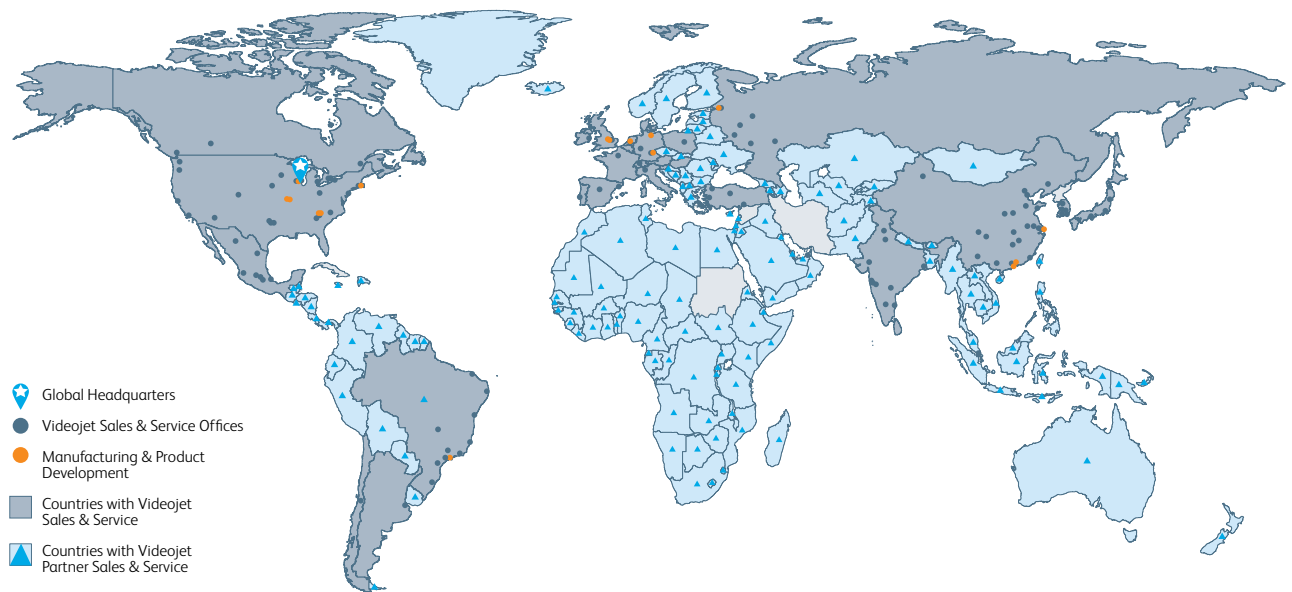 Global Headquarters
Videojet Sales & Service Offices
Manufacturing & Product
Development
Countries with Videojet
Sales & Service
Countries with Videojet
Partner Sales & Service